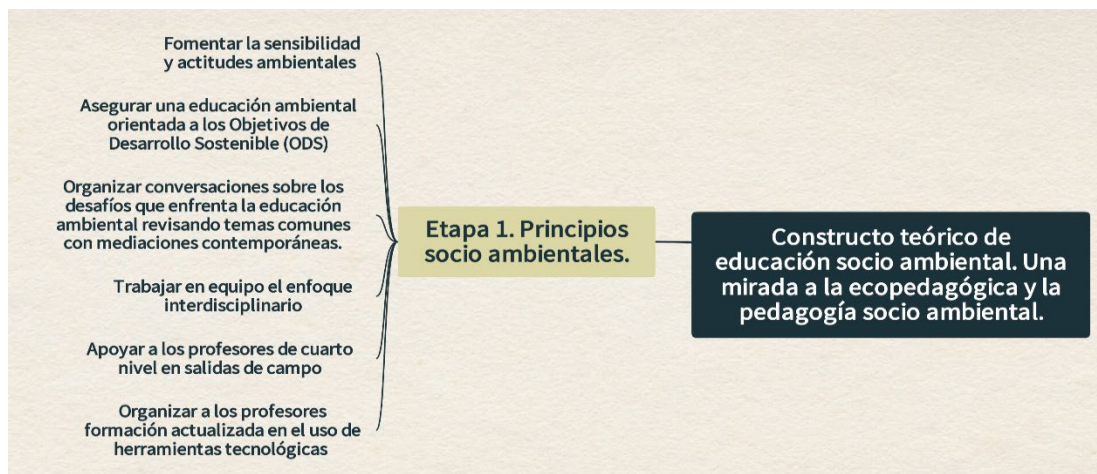 Fomentar la sensibilidad
y actitudes ambientales
Asegurar una educación ambiental
orientada a los Objetivos de
Desarrollo Sostenible (ODS)
Organizar conversaciones sobre los
desafíos que enfrenta la educación
ambiental revisando temas comunes
con mediaciones contemporáneas.
Trabajar en equipo el enfoque
interdisciplinario
Apoyar a los profesores de cuarto
nivel en salidas de campo
Organizar a los profesores
formación actualizada en el uso de
herramientas tecnológicas
Etapa 1. Principios
socio ambientales.
Constructo teórico de
educación socio ambiental. Una
mirada a la ecopedagógica y la
pedagogía socio ambiental.